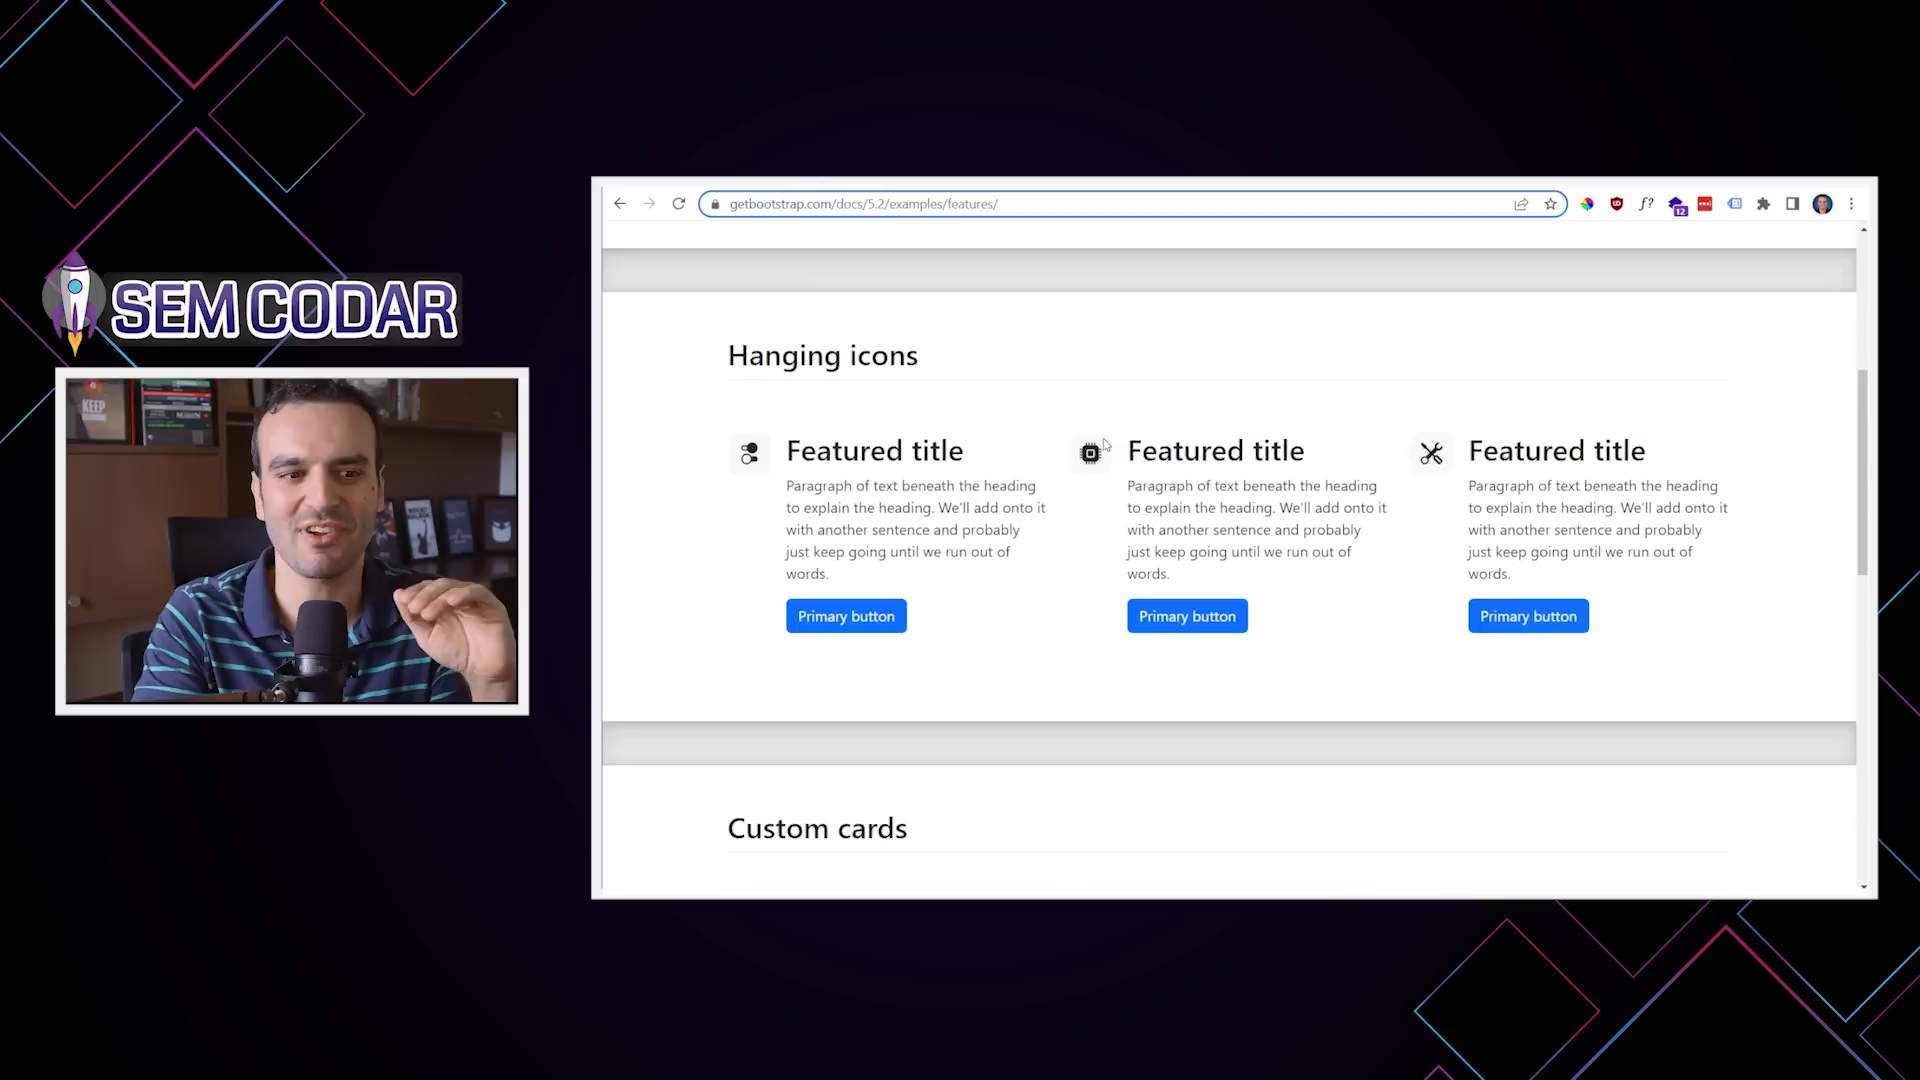 SEM CODAR
KEEP
getbootstrap.com/docs/5.2/examples/features/
12
Hanging icons
Featured title
Paragraph of text beneath the heading
to explain the heading. We'll add onto it
with another sentence and probably
just keep going until we run out of
words.
Primary button
Featured title
Paragraph of text beneath the heading
to explain the heading. We'll add onto it
with another sentence and probably
just keep going until we run out of
words.
Primary button
Featured title
Paragraph of text beneath the heading
to explain the heading. We'll add onto it
with another sentence and probably
just keep going until we run out of
words.
Primary button
Custom cards